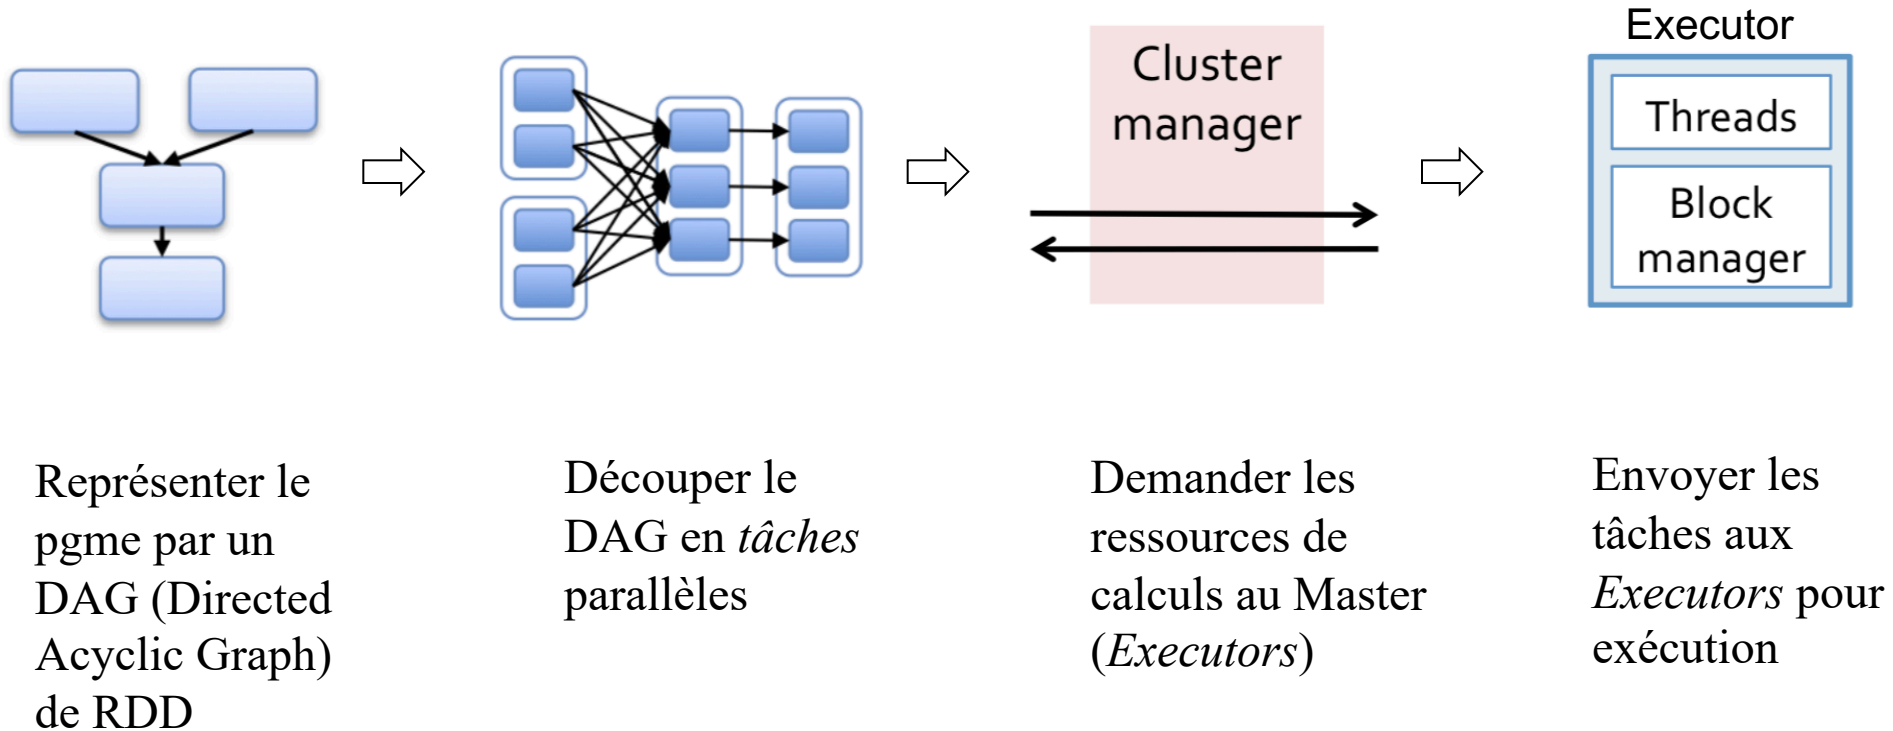 Cluster
manager
Executor
Threads
Block
manager
Représenter le
pgme par un
DAG (Directed
Acyclic Graph)
de RDD
Découper le
DAG en tâches
parallèles
Demander les
ressources de
calculs au Master
(Executors)
Envoyer les
tâches aux
Executors pour
exécution